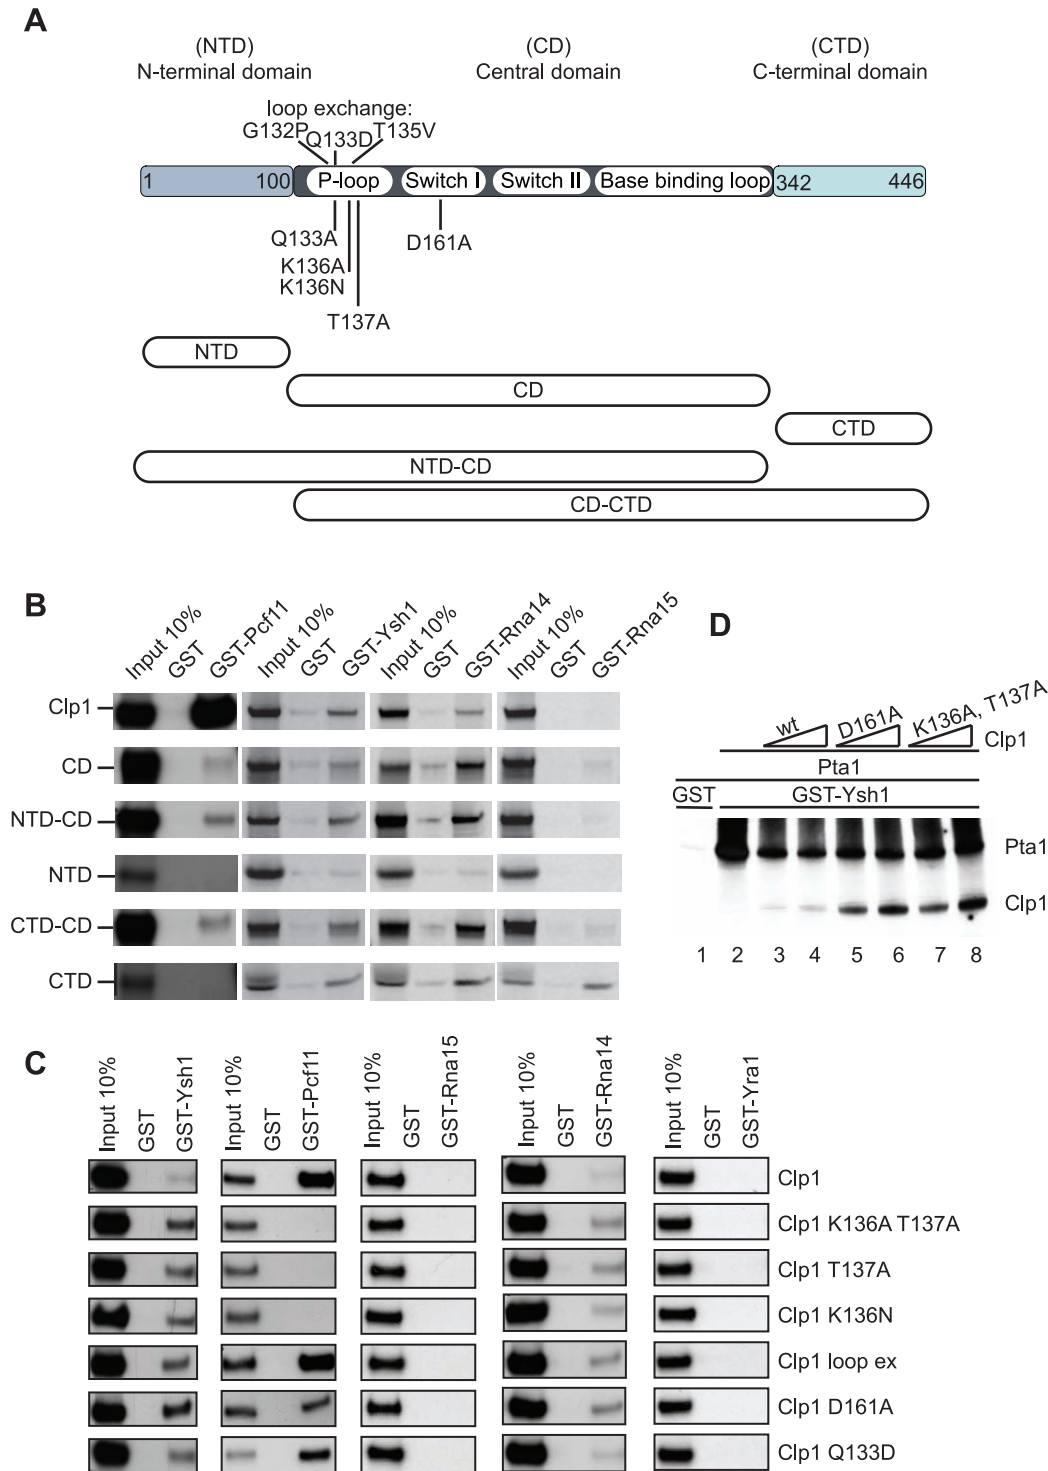 A
(NTD) (CD) (CTD)
N-terminal domain Central domain C-terminal domain
loop exchange:
G132P Q133D T135V
1 100 P-loop Switch I Switch II Base binding loop 342 446
Q133A D161A
K136A
K136N
T137A
NTD
CD
CTD
NTD-CD
CD-CTD
B
Input 10% GST GST-Pcf11 Input 10% GST GST-Ysh1 Input 10% GST GST-Rna14 Input 10% GST GST-Rna15
Clp1
CD
NTD-CD
NTD
CTD-CD
CTD
D
wt D161A K136A, T137A Clp1
Pta1
GST GST-Ysh1
Pta1
Clp1
1 2 3 4 5 6 7 8
C
Input 10% GST GST-Ysh1 Input 10% GST GST-Pcf11 Input 10% GST GST-Rna15 Input 10% GST GST-Rna14 Input 10% GST GST-Yra1
Clp1
Clp1 K136A T137A
Clp1 T137A
Clp1 K136N
Clp1 loop ex
Clp1 D161A
Clp1 Q133D